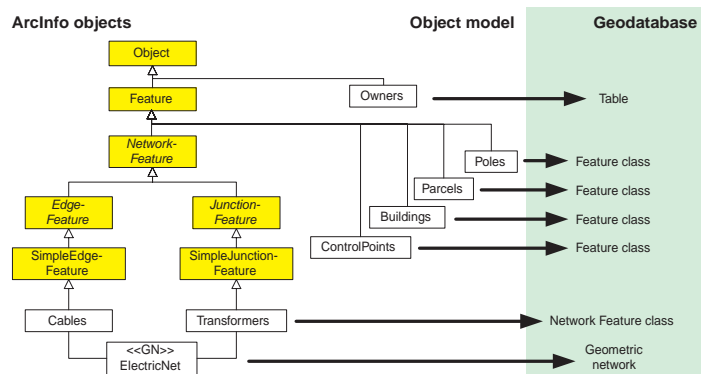 ArcInfo objects
Object model
Geodatabase
Object
Feature
Owners
Table
Network-
Feature
Poles
Feature class
Parcels
Feature class
Edge-
Feature
Junction-
Feature
Buildings
Feature class
SimpleEdge-
Feature
SimpleJunction-
Feature
ControlPoints
Feature class
Cables
Transformers
Network Feature class
<<GN>>
ElectricNet
Geometric
network